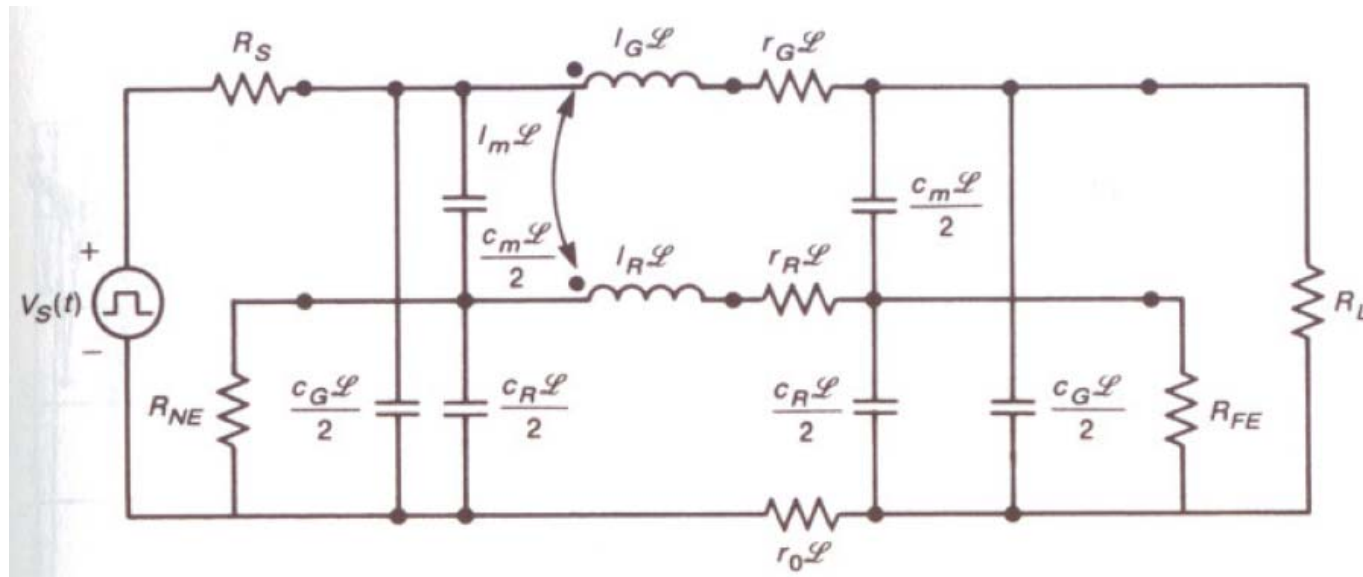 R_S
l_Gℒ
r_Gℒ
l_mℒ
c_mℒ
2
c_mℒ
2
l_Rℒ
r_Rℒ
+
V_S(t)
−
R_L
R_NE
c_Gℒ
2
c_Rℒ
2
c_Rℒ
2
c_Gℒ
2
R_FE
r_0ℒ